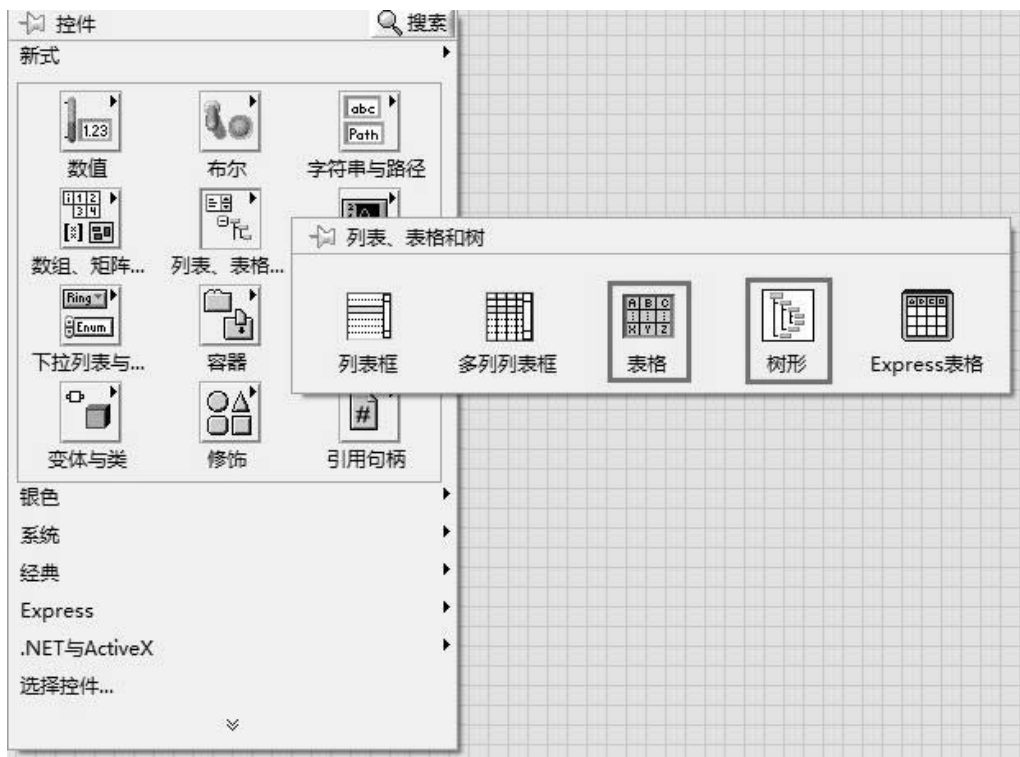 控件 搜索
新式
1.23
abc
Path
数值 布尔 字符串与路径
列表、表格和树
数组、矩阵... 列表、表格...
Ring
Enum
A B C
X Y Z
A B C D
列表框 多列列表框 表格 树形 Express表格
下拉列表与... 容器
#
变体与类 修饰 引用句柄
银色
系统
经典
Express
.NET与ActiveX
选择控件...